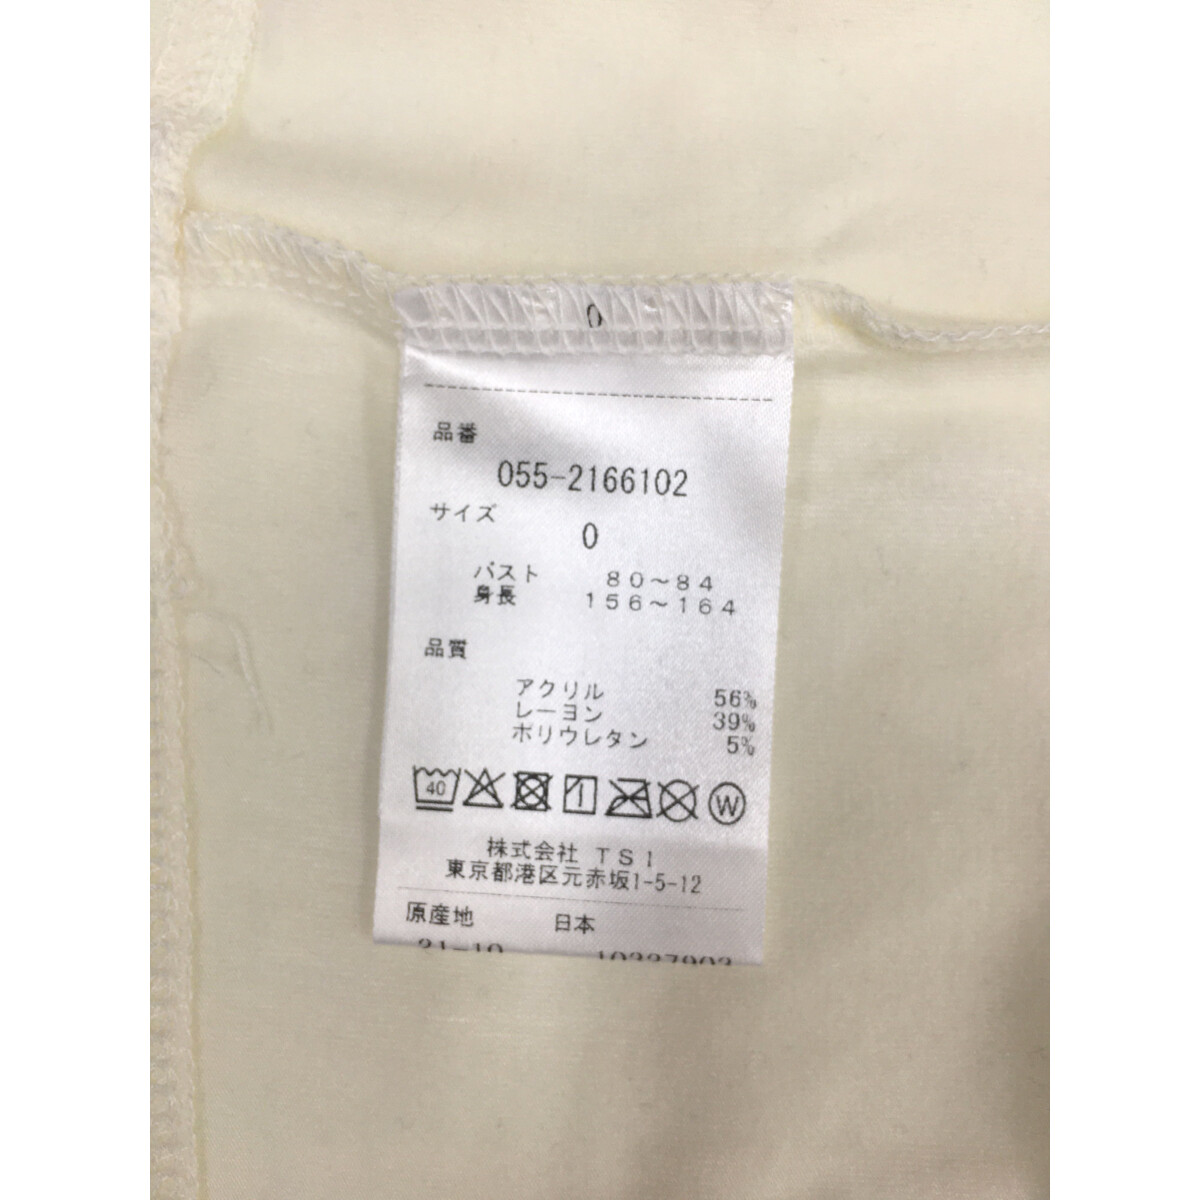 0
品番
055-2166102
サイズ
0
バスト 80〜84
身長 156〜164
品質
アクリル 56%
レーヨン 39%
ポリウレタン 5%
40
W
株式会社 TSI
東京都港区元赤坂1-5-12
原産地 日本
21-10